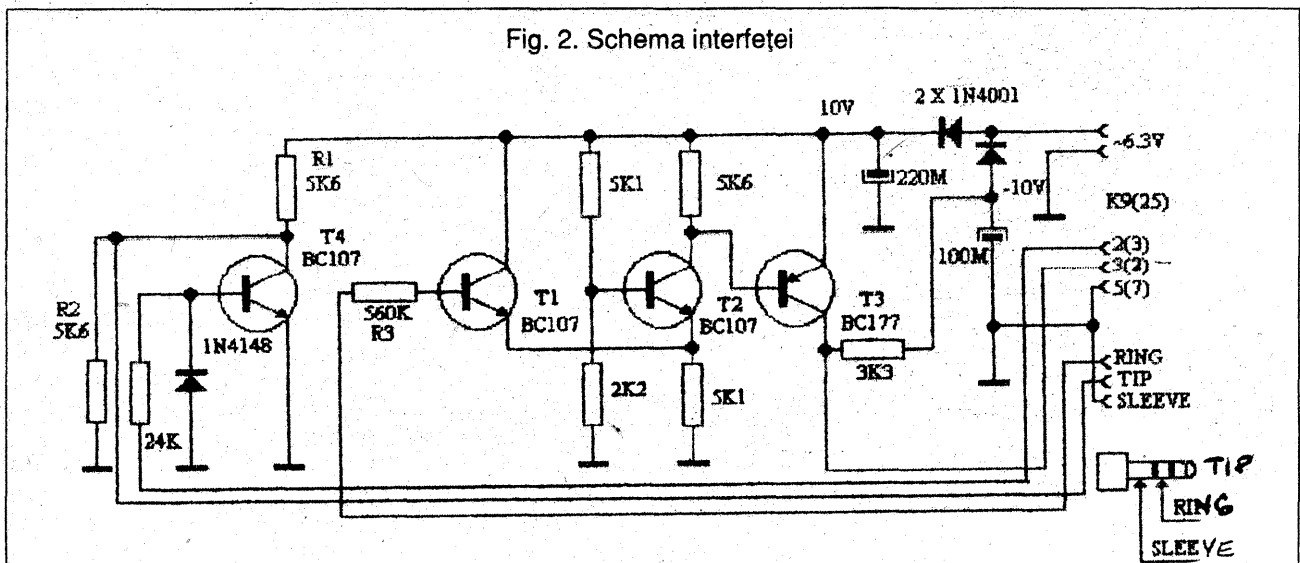 Fig. 2. Schema interfeței
2 X 1N4001
10V
~6.3V
R1
5K6
5K1
5K6
220M
-10V
K9(25)
T4
BC107
100M
2(3)
3(2)
5(7)
R2
5K6
1N4148
560K
R3
T1
BC107
T2
BC107
T3
BC177
3K3
RING
TIP
SLEEVE
24K
2K2
5K1
TIP
RING
SLEEVE